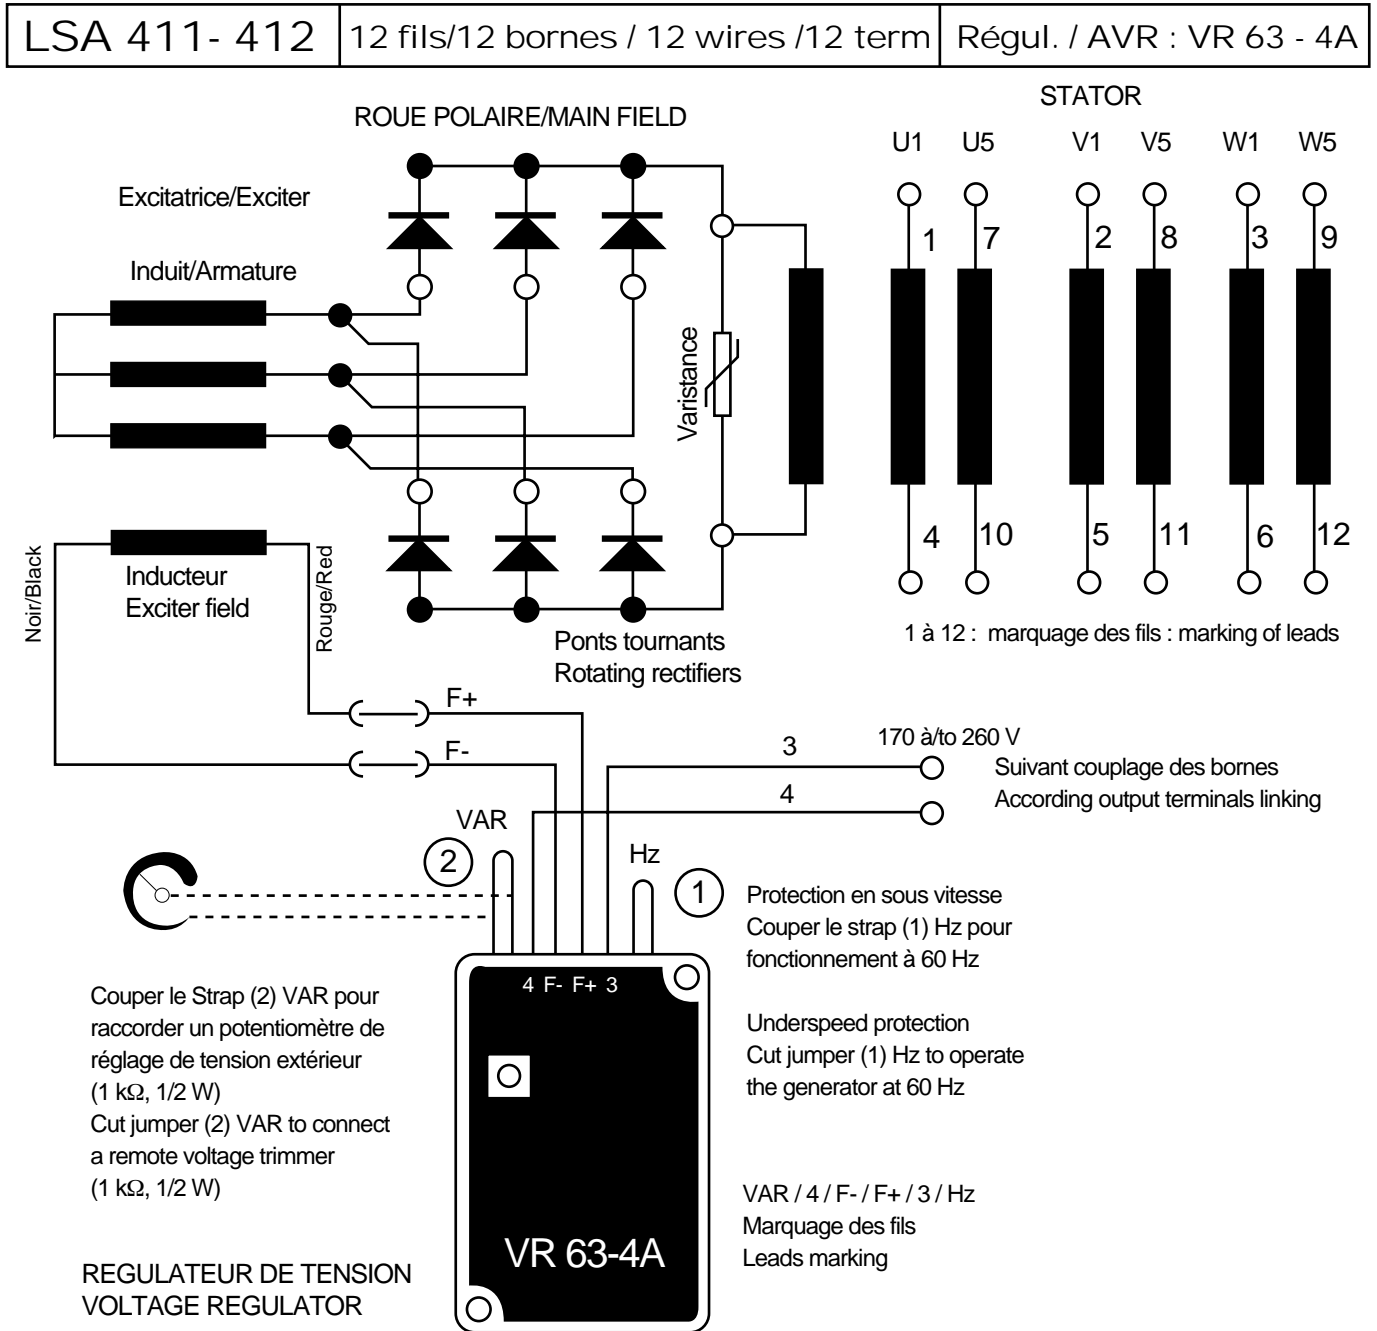 LSA 411- 412
12 fils/12 bornes / 12 wires /12 term
Régul. / AVR : VR 63 - 4A
STATOR
ROUE POLAIRE/MAIN FIELD
U1 U5 V1 V5 W1 W5
Excitatrice/Exciter
1 7 2 8 3 9
Induit/Armature
Varistance
4 10 5 11 6 12
Noir/Black
Inducteur
Exciter field
Rouge/Red
1 à 12 : marquage des fils : marking of leads
Ponts tournants
Rotating rectifiers
F+
F-
3
4
170 à/to 260 V
Suivant couplage des bornes
According output terminals linking
VAR
2
Hz
1
Protection en sous vitesse
Couper le strap (1) Hz pour
fonctionnement à 60 Hz
Underspeed protection
Cut jumper (1) Hz to operate
the generator at 60 Hz
4 F- F+ 3
Couper le Strap (2) VAR pour
raccorder un potentiomètre de
réglage de tension extérieur
(1 kΩ, 1/2 W)
Cut jumper (2) VAR to connect
a remote voltage trimmer
(1 kΩ, 1/2 W)
VAR / 4 / F- / F+ / 3 / Hz
Marquage des fils
Leads marking
VR 63-4A
REGULATEUR DE TENSION
VOLTAGE REGULATOR